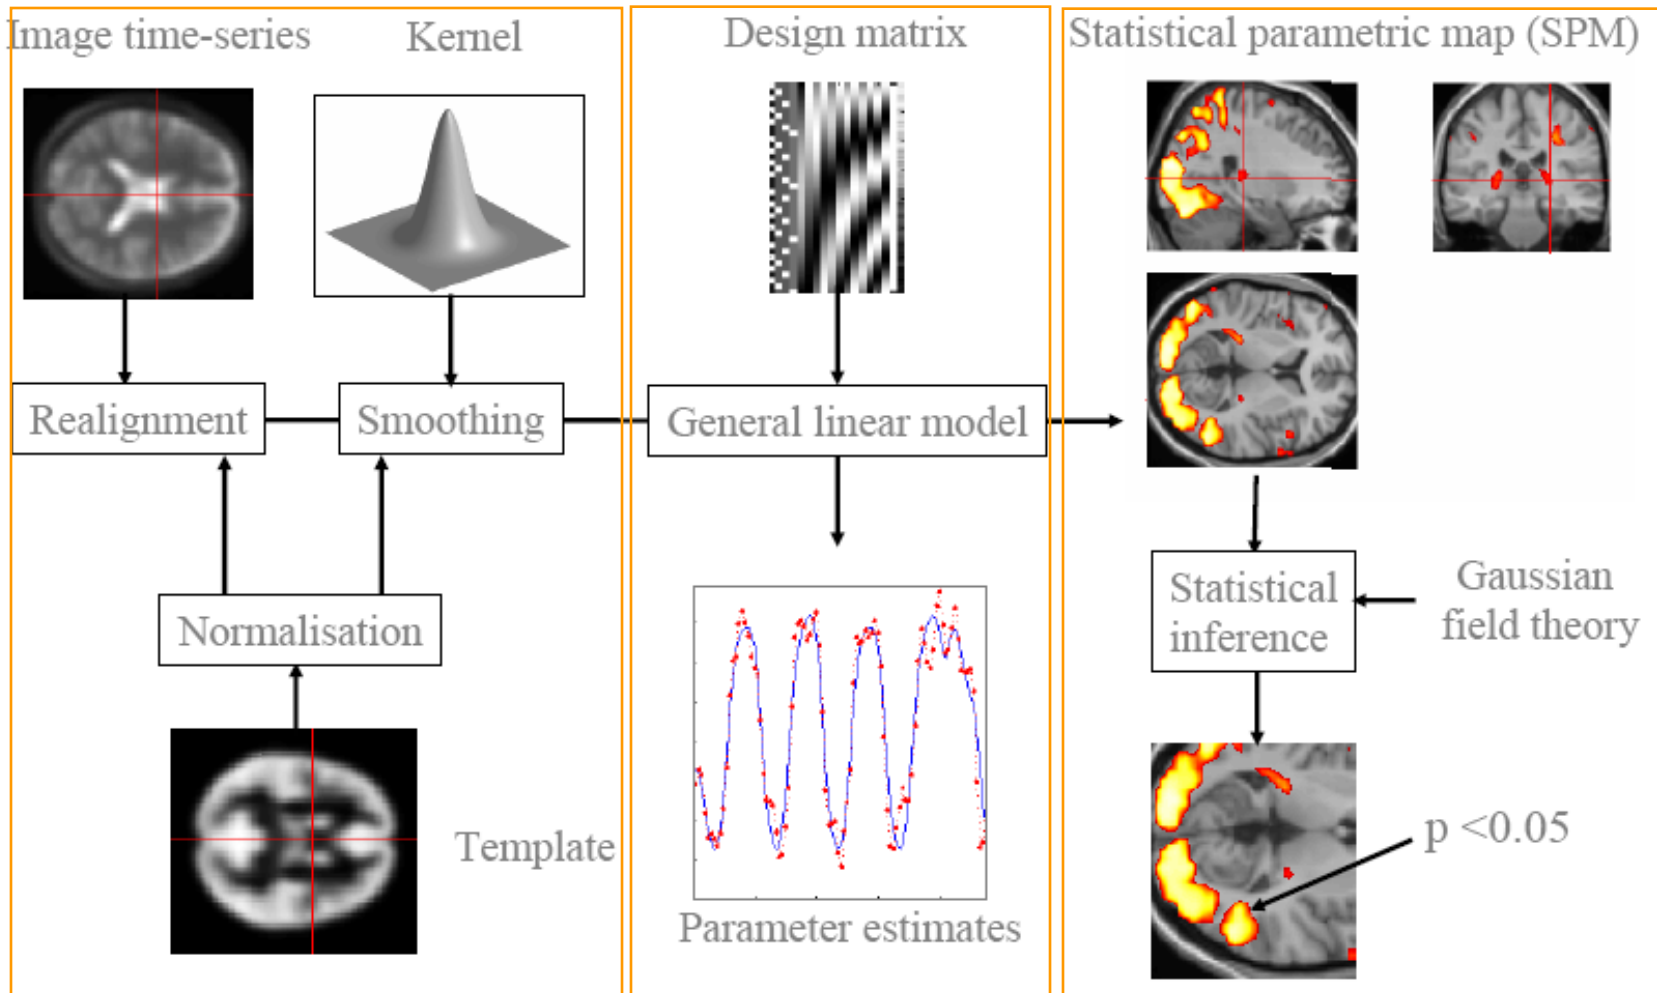 Image time-series
Kernel
Design matrix
Statistical parametric map (SPM)
Realignment
Smoothing
General linear model
Normalisation
Statistical
inference
Gaussian
field theory
Template
p <0.05
Parameter estimates